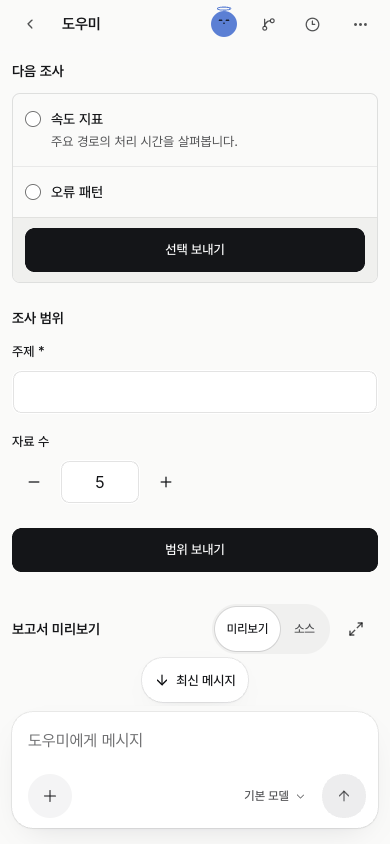 도우미
다음 조사
속도 지표
주요 경로의 처리 시간을 살펴봅니다.
오류 패턴
선택 보내기
조사 범위
주제 *
자료 수
5
범위 보내기
보고서 미리보기
미리보기
소스
최신 메시지
도우미에게 메시지
기본 모델